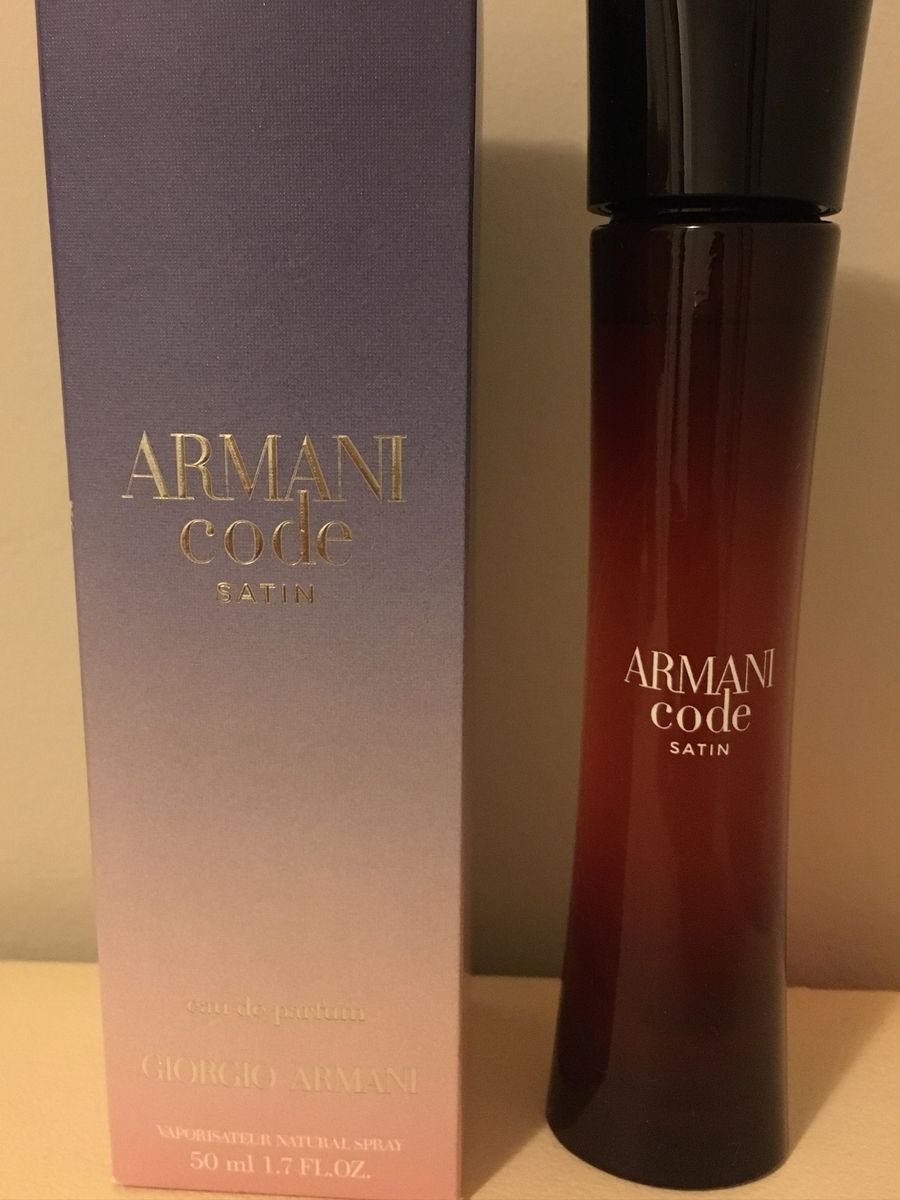 ARMANI
code
SATIN
eau de parfum
GIORGIO ARMANI
VAPORISATEUR NATURAL SPRAY
50 ml 1.7 FL.OZ.
ARMANI
code
SATIN